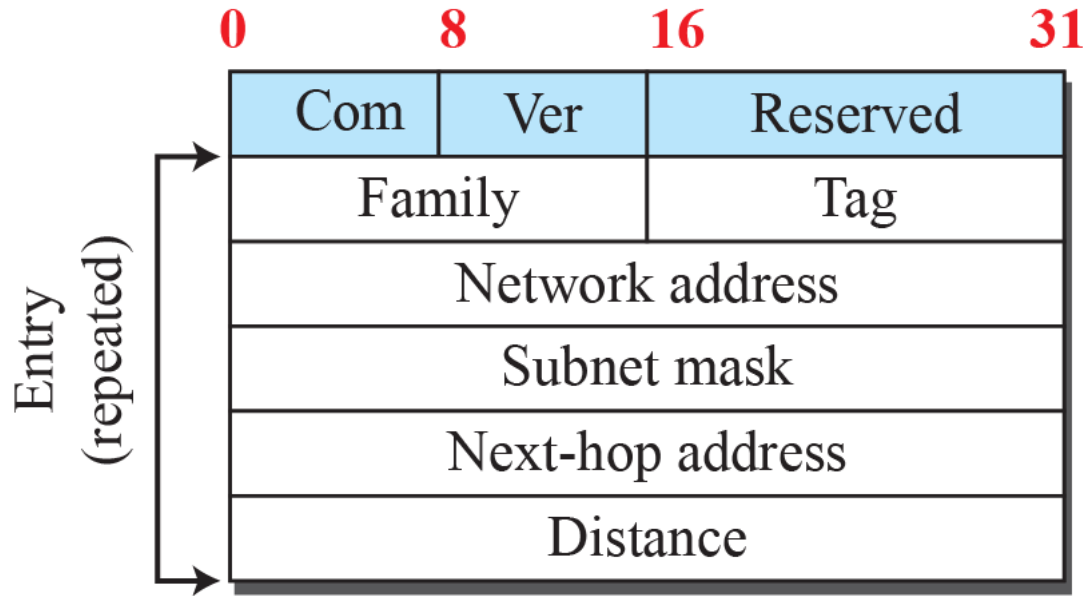 0 8 16 31
Com Ver Reserved
Family Tag
Network address
Subnet mask
Next-hop address
Distance
Entry
(repeated)